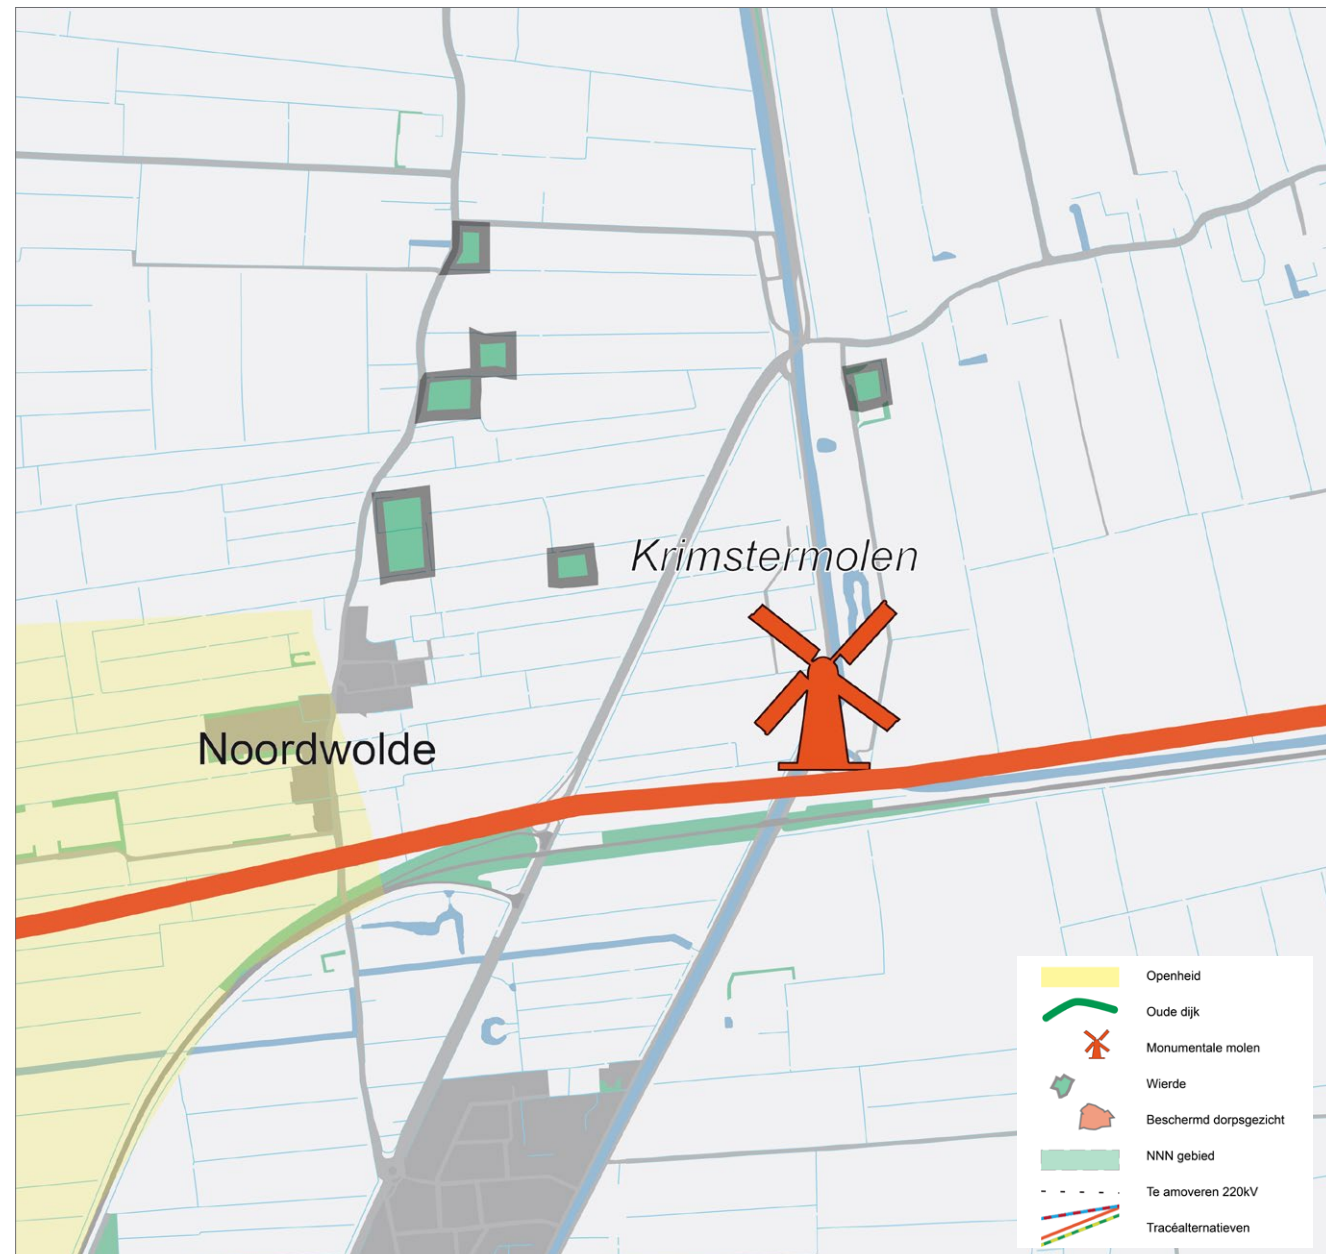 Krimstermolen
Noordwolde
Openheid
Oude dijk
Monumentale molen
Wierde
Beschermd dorpsgezicht
NNN gebied
Te amoveren 220kV
Tracéalternatieven